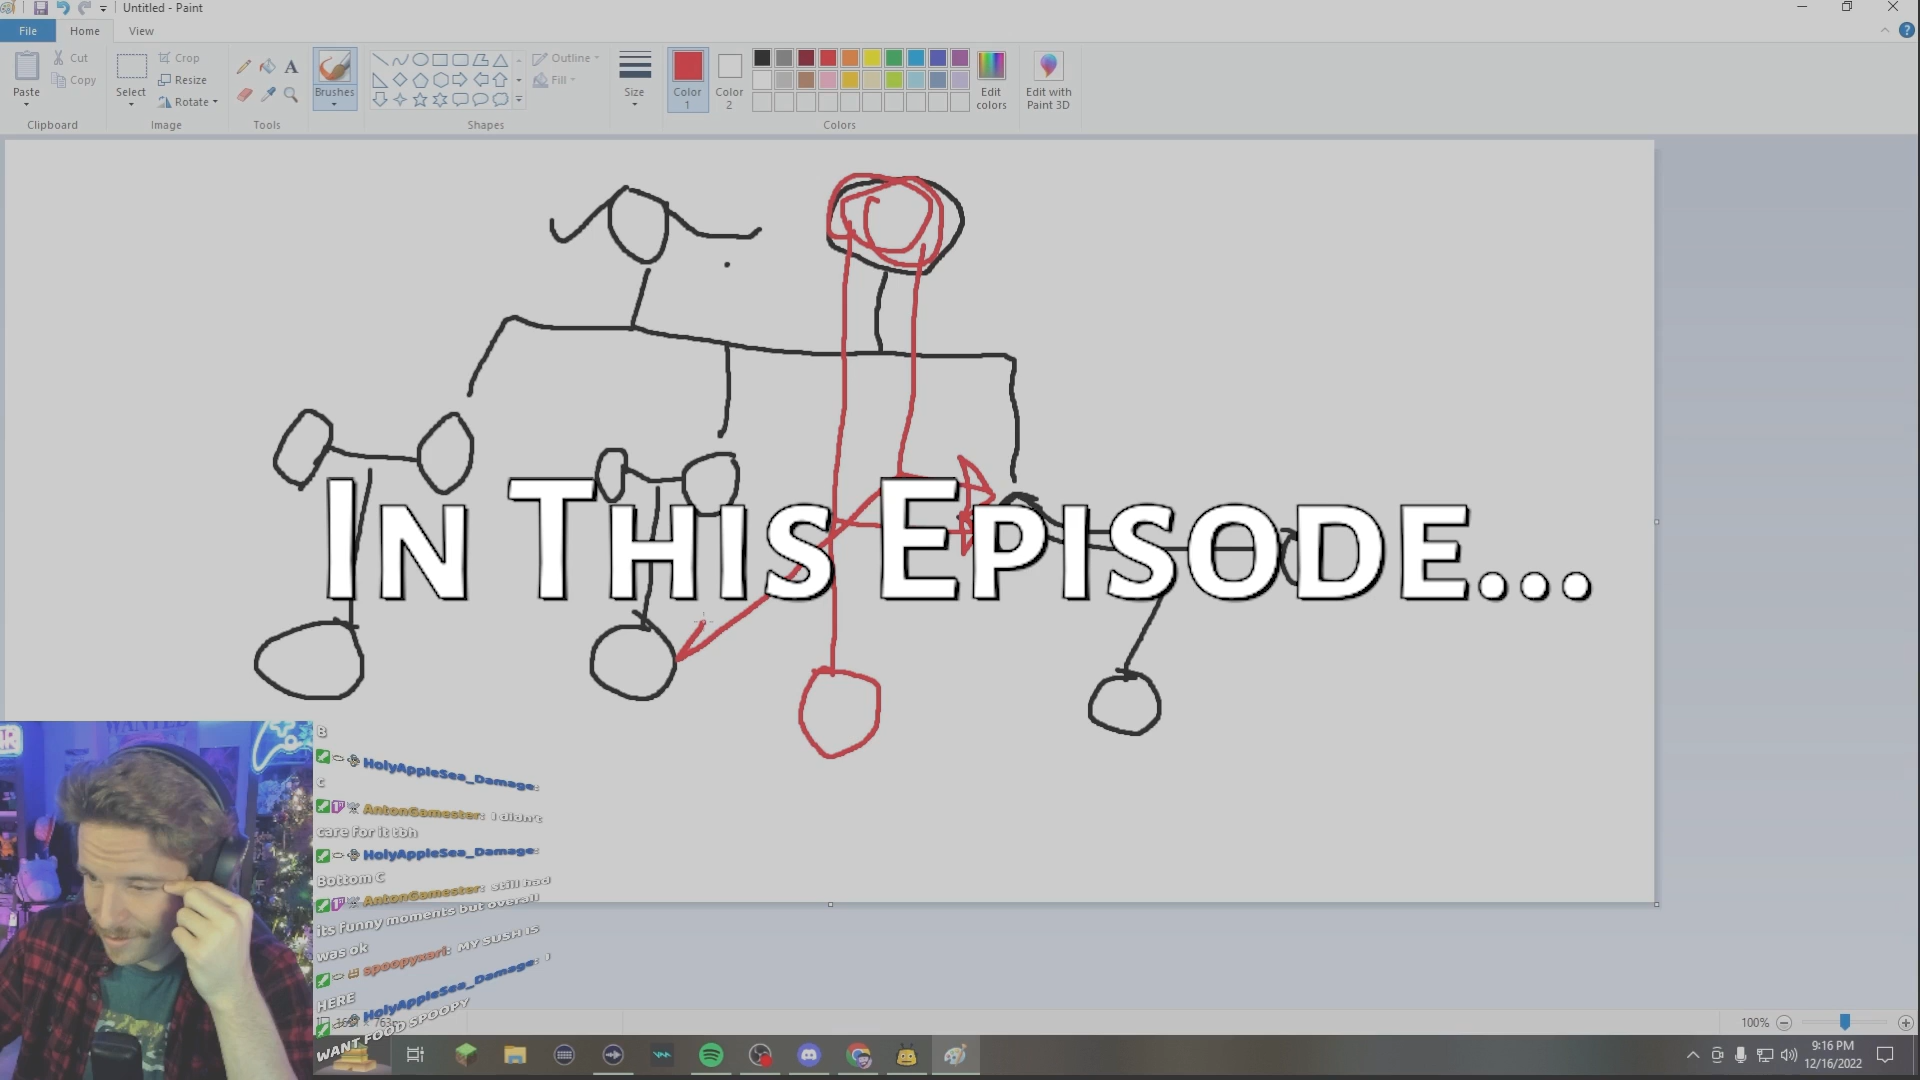 Untitled - Paint
File
Home
View
Paste
Cut
Copy
Clipboard
Select
Crop
Resize
Rotate
Image
Tools
Brushes
Shapes
Outline
Fill
Size
Color
1
Color
2
Edit
colors
Edit with
Paint 3D
Colors
IN THIS EPISODE...
B
HolyAppleSea_Damage:
C
AntonGamester: I didn't
care for it tbh
HolyAppleSea_Damage:
Bottom C
AntonGamester: still had
its funny moments but overall
was ok
spoopyxorl: MY SUSH IS
HERE
HolyAppleSea_Damage: I
WANT FOOD SPOOPY
100%
9:16 PM
12/16/2022